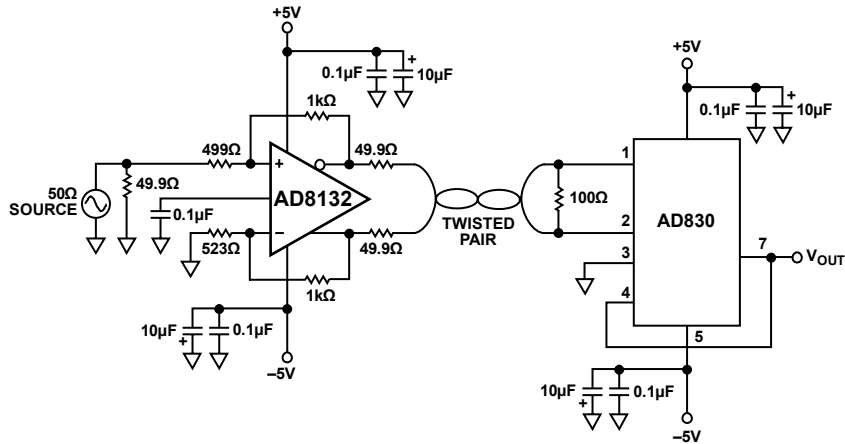 +5V
0.1µF
+
10µF
1kΩ
499Ω
49.9Ω
+
50Ω
SOURCE
49.9Ω
AD8132
0.1µF
−
523Ω
49.9Ω
1kΩ
10µF
+
0.1µF
–5V
TWISTED
PAIR
100Ω
+5V
0.1µF
+
10µF
1
2
3
4
AD830
7
VOUT
5
10µF
+
0.1µF
–5V